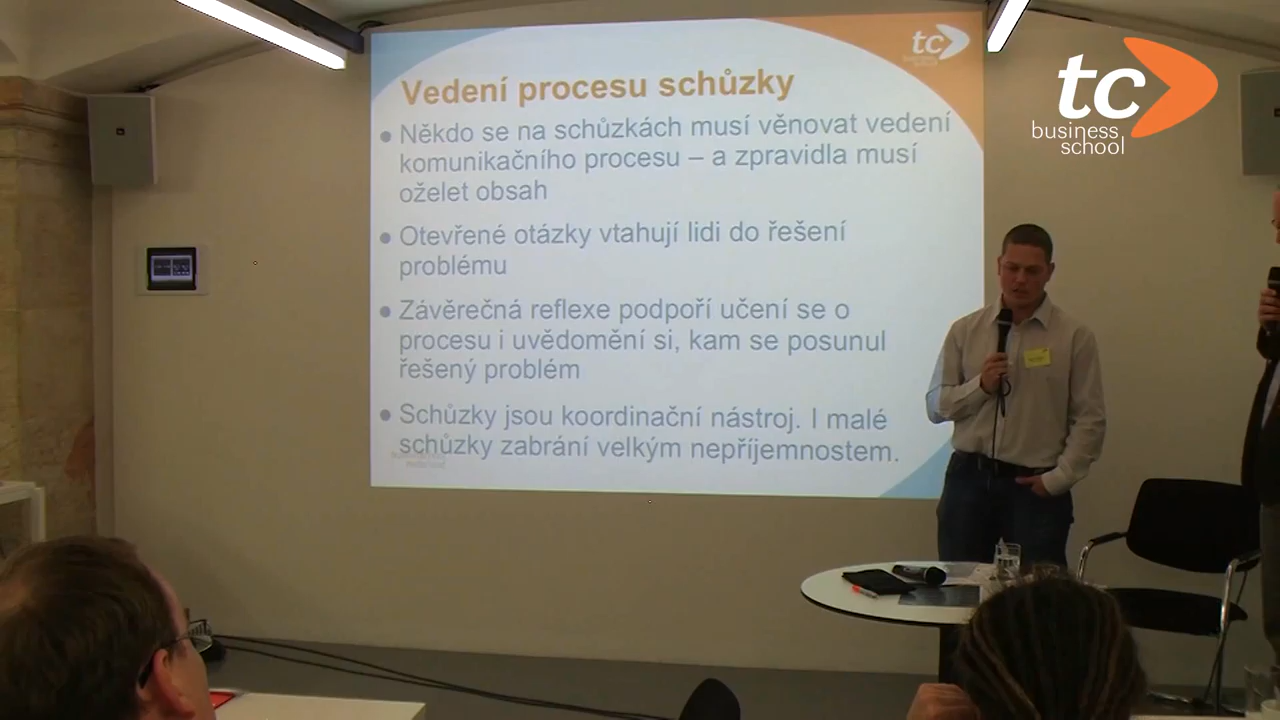 tc
business
school
tc
Vedení procesu schůzky
Někdo se na schůzkách musí věnovat vedení
komunikačního procesu – a zpravidla musí
oželet obsah
Otevřené otázky vtahují lidi do řešení
problému
Závěrečná reflexe podpoří učení se o
procesu i uvědomění si, kam se posunul
řešený problém
Schůzky jsou koordinační nástroj. I malé
schůzky zabrání velkým nepříjemnostem.